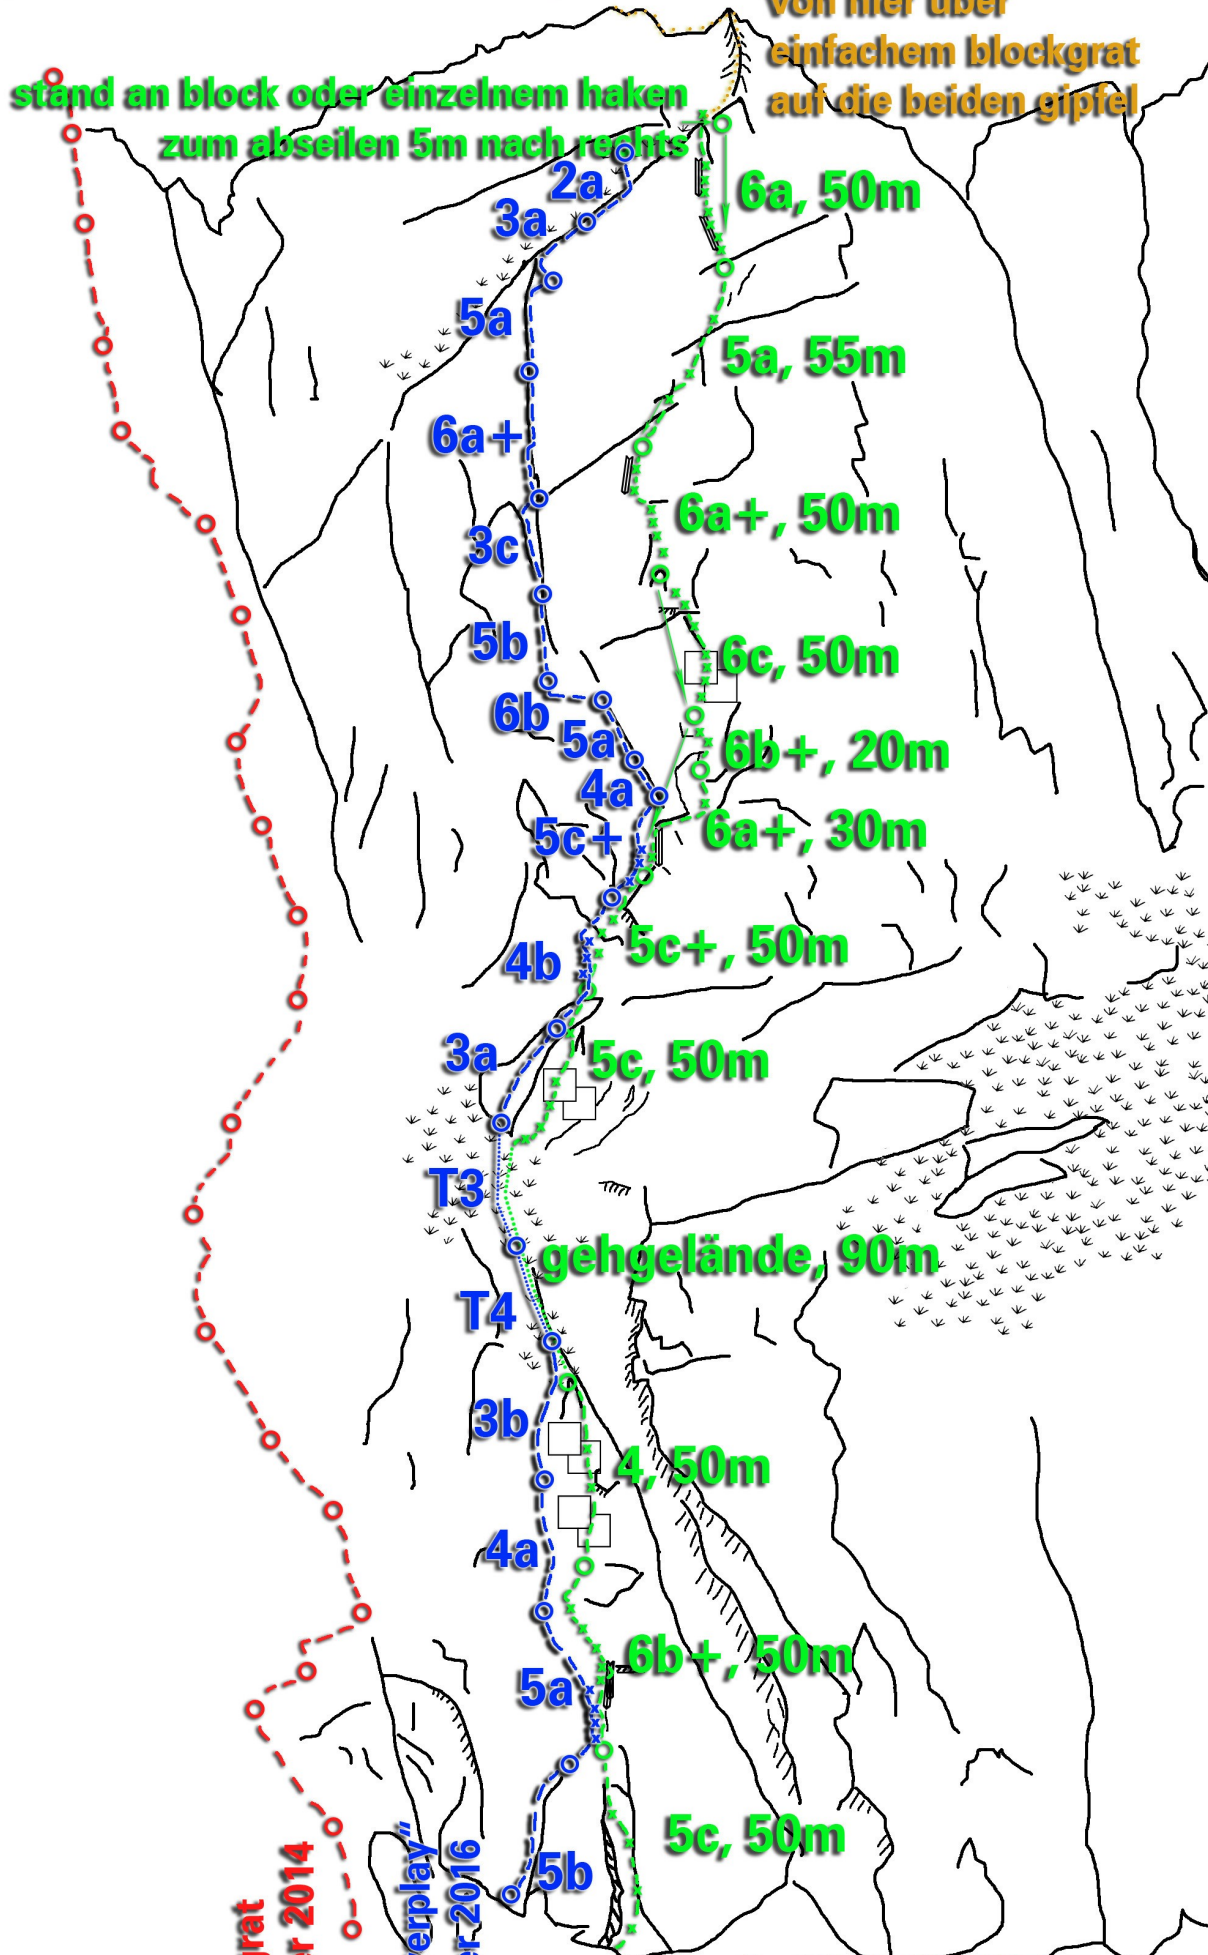 von hier über
einfachem blockgrat
auf die beiden gipfel
stand an block oder einzelnem haken
zum abseilen 5m nach rechts
2a
6a, 50m
3a
5a
5a, 55m
6a+
6a+, 50m
3c
5b
6c, 50m
6b
5a
6b+, 20m
4a
5c+
6a+, 30m
4b
5c+, 50m
3a
5c, 50m
T3
gehgelände, 90m
T4
3b
4, 50m
4a
6b+, 50m
5a
5c, 50m
5b
grat
r 2014
erplay"
r 2016